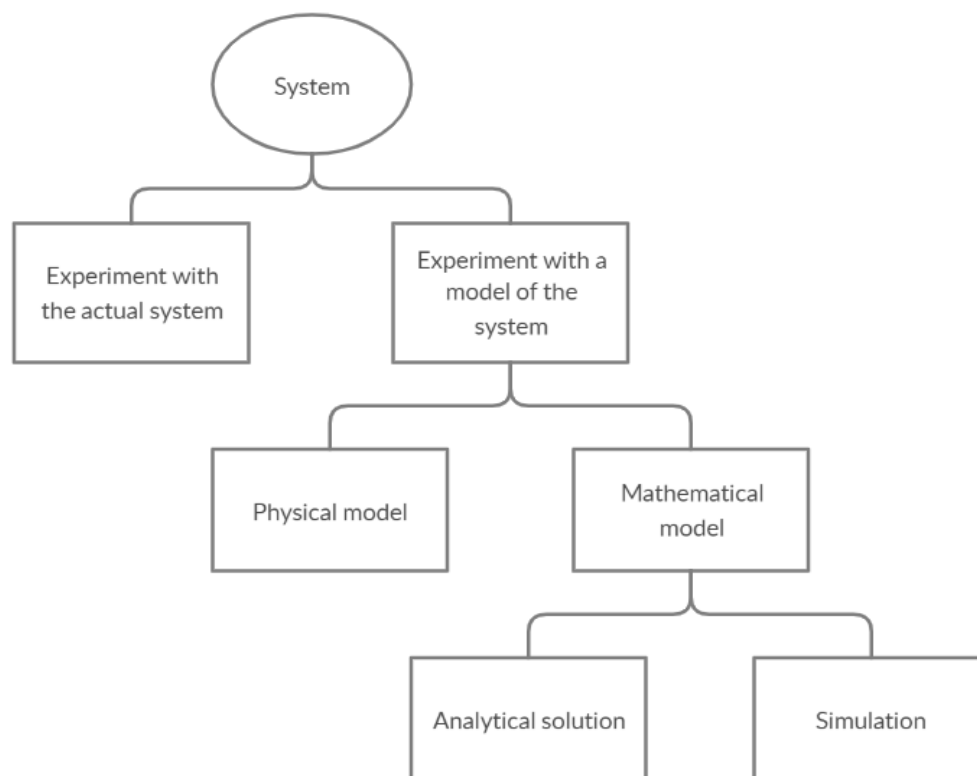 System
Experiment with
the actual system
Experiment with a
model of the
system
Physical model
Mathematical
model
Analytical solution
Simulation